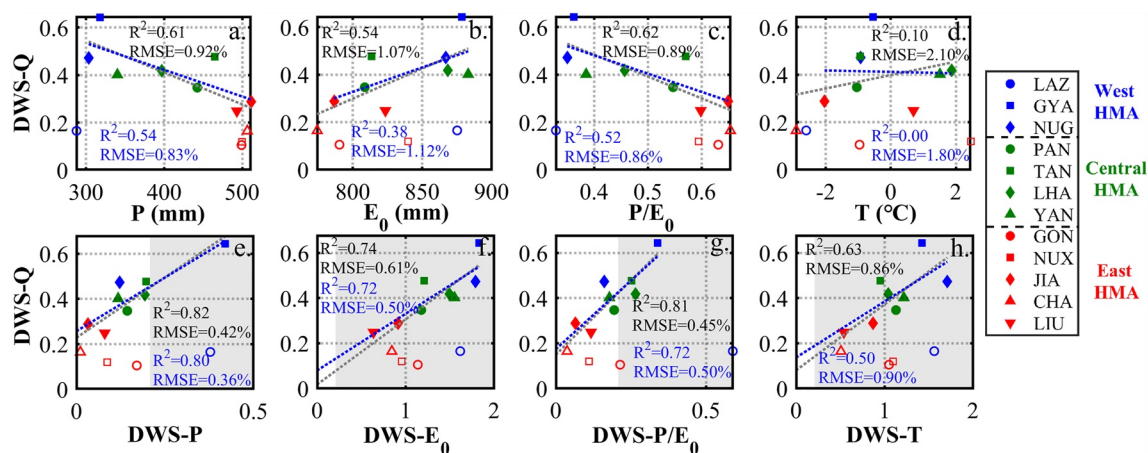 DWS-Q
0.6
0.4
0.2
0
a.
R²=0.61
RMSE=0.92%
R²=0.54
RMSE=0.83%
300
400
500
P (mm)
b.
R²=0.54
RMSE=1.07%
R²=0.38
RMSE=1.12%
800
850
900
E₀ (mm)
c.
R²=0.62
RMSE=0.89%
R²=0.52
RMSE=0.86%
0.4
0.5
0.6
P/E₀
d.
R²=0.10
RMSE=2.10%
R²=0.00
RMSE=1.80%
-2
0
2
T (°C)
DWS-Q
0.6
0.4
0.2
0
e.
R²=0.82
RMSE=0.42%
R²=0.80
RMSE=0.36%
0
0.5
DWS-P
f.
R²=0.74
RMSE=0.61%
R²=0.72
RMSE=0.50%
0
1
2
DWS-E₀
g.
R²=0.81
RMSE=0.45%
R²=0.72
RMSE=0.50%
0
0.5
DWS-P/E₀
h.
R²=0.63
RMSE=0.86%
R²=0.50
RMSE=0.90%
0
1
2
DWS-T
LAZ
GYA
NUG
PAN
TAN
LHA
YAN
GON
NUX
JIA
CHA
LIU
West
HMA
Central
HMA
East
HMA